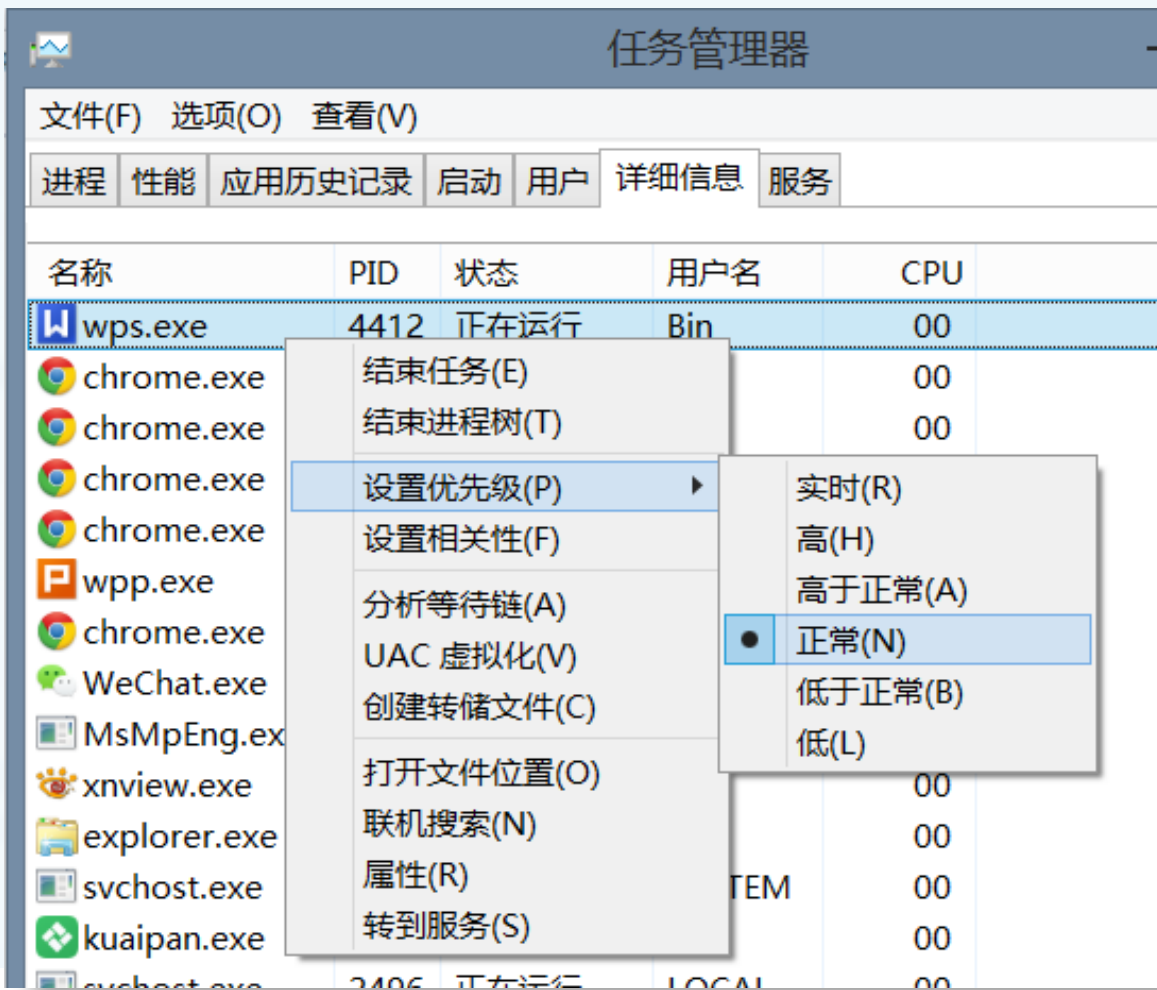 任务管理器
文件(F) 选项(O) 查看(V)
进程 性能 应用历史记录 启动 用户 详细信息 服务
名称 PID 状态 用户名 CPU
wps.exe 4412 正在运行 Bin 00
chrome.exe 00
chrome.exe 00
chrome.exe
chrome.exe
wpp.exe
chrome.exe
WeChat.exe
MsMpEng.ex
xnview.exe 00
explorer.exe 00
svchost.exe TEM 00
kuaipan.exe 00
svchost.exe 2496 正在运行 LOCAL 00
结束任务(E)
结束进程树(T)
设置优先级(P)
设置相关性(F)
分析等待链(A)
UAC 虚拟化(V)
创建转储文件(C)
打开文件位置(O)
联机搜索(N)
属性(R)
转到服务(S)
实时(R)
高(H)
高于正常(A)
正常(N)
低于正常(B)
低(L)